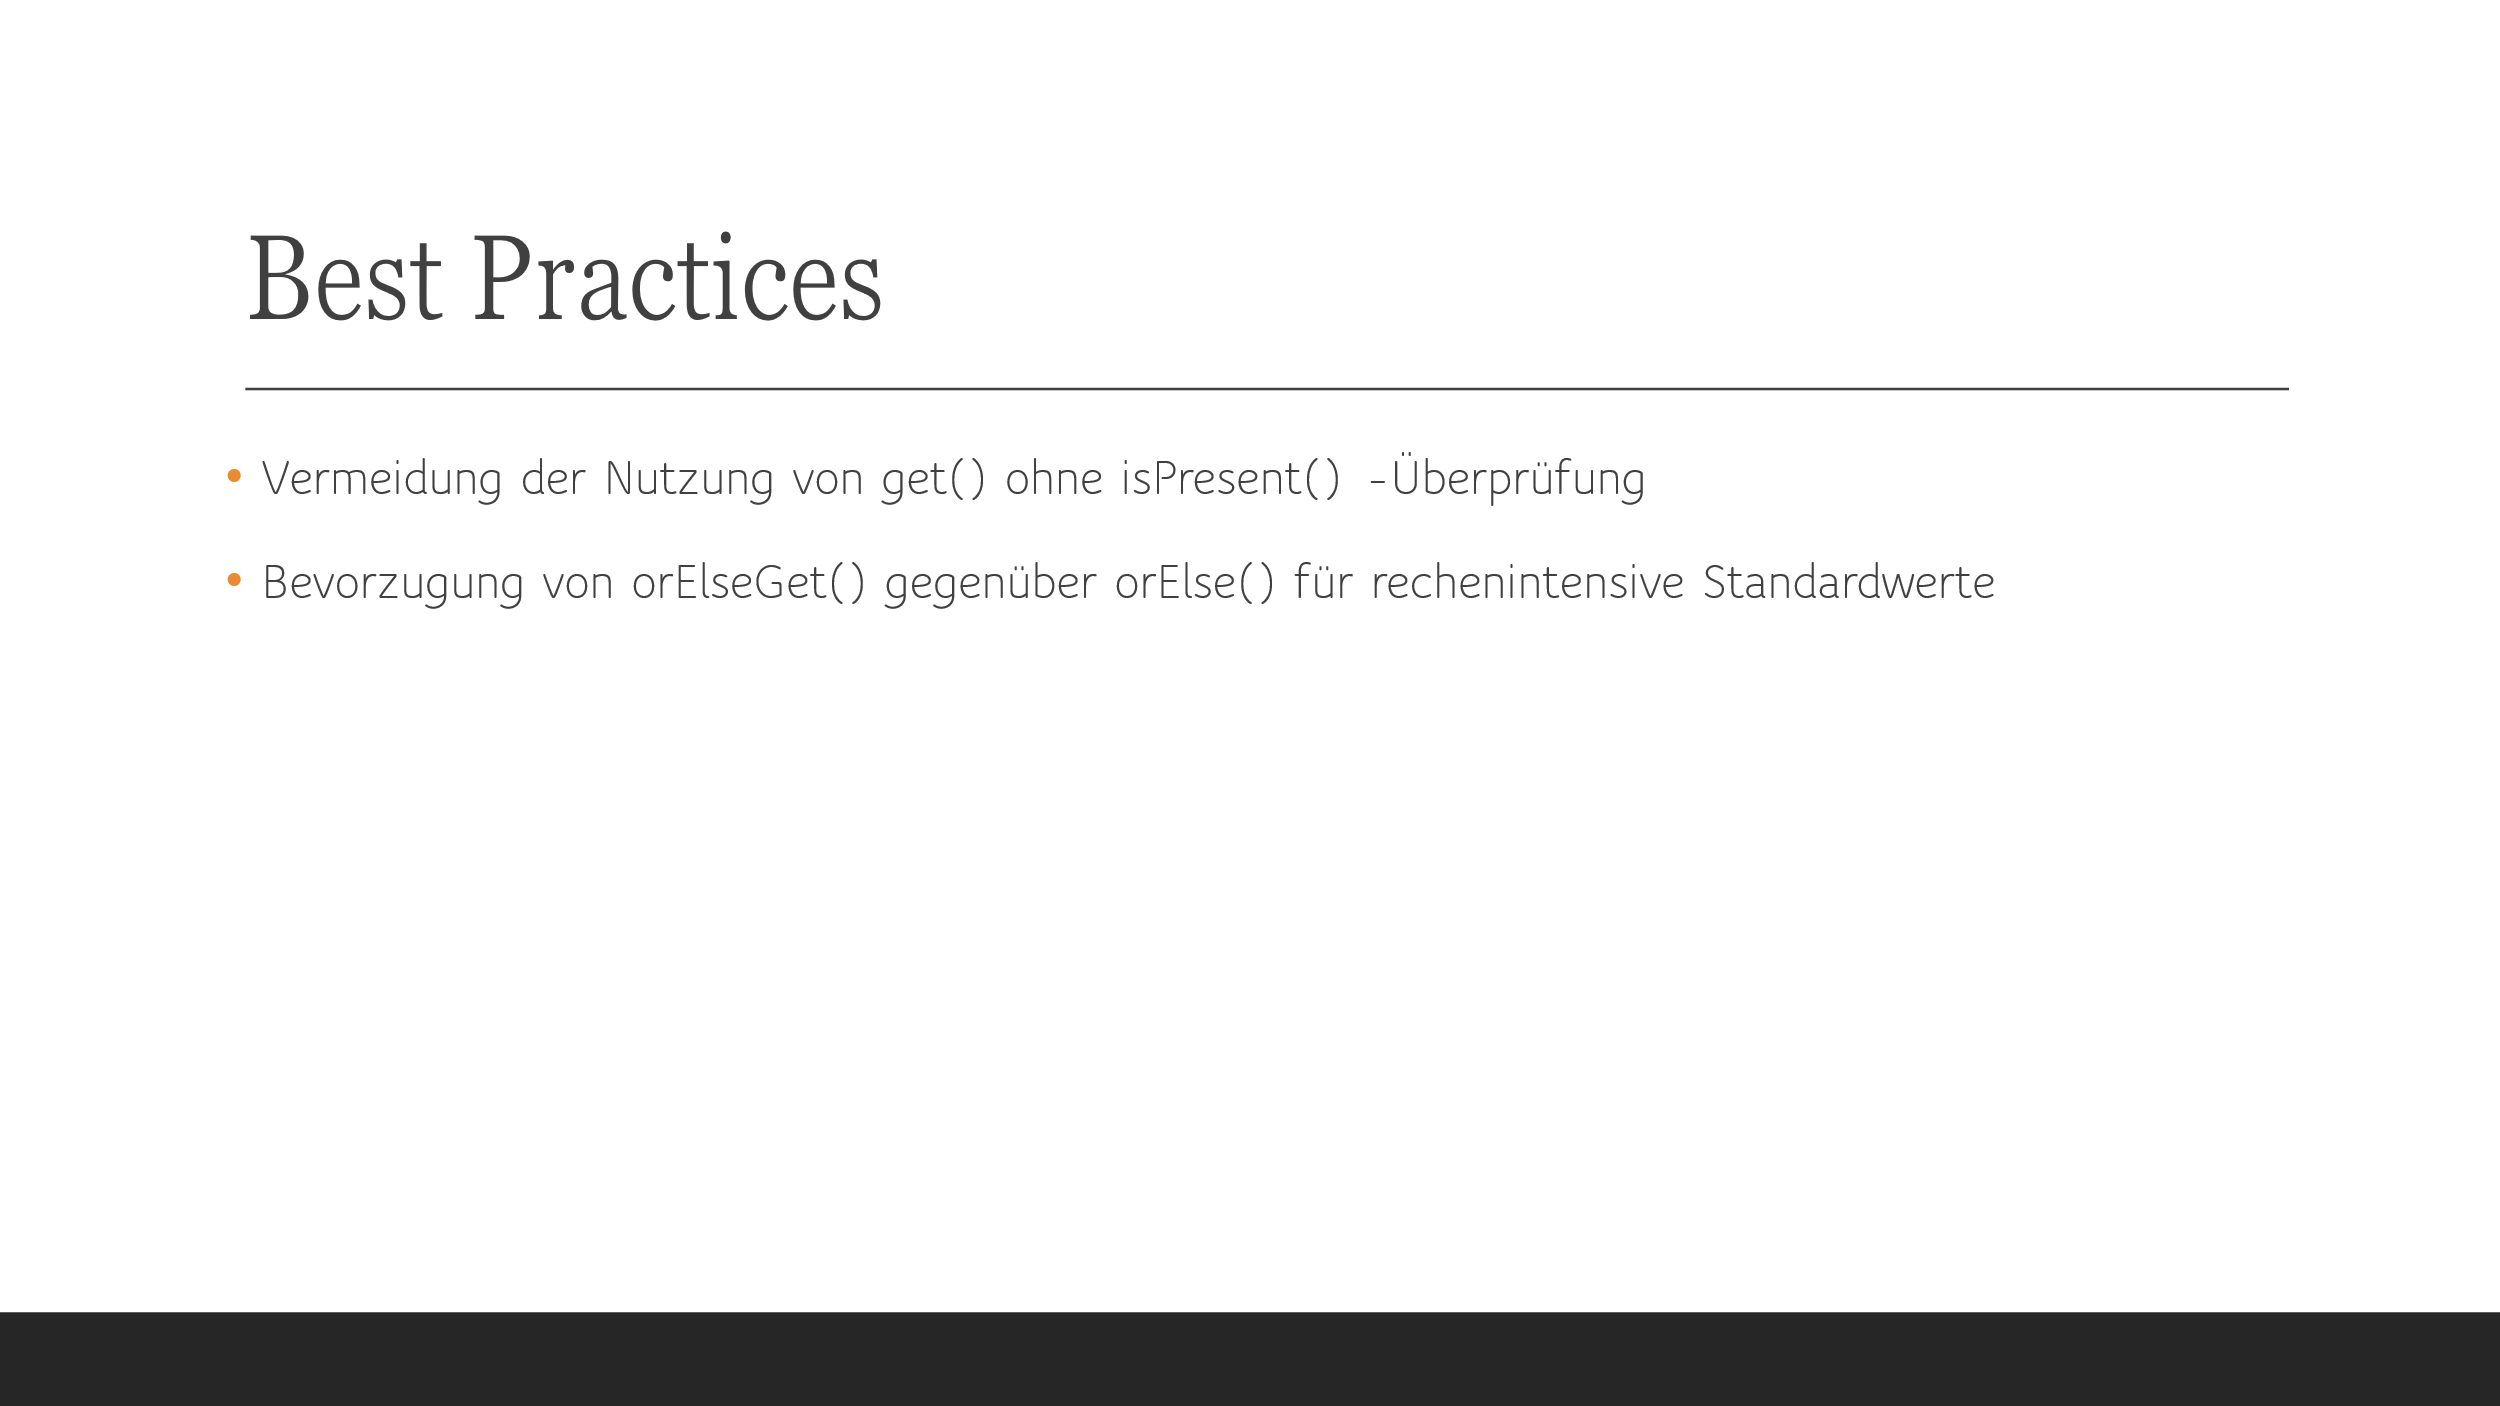 Best Practices
• Vermeidung der Nutzung von get() ohne isPresent() -Überprüfung
• Bevorzugung von orElseGet() gegenüber orElse() für rechenintensive Standardwerte